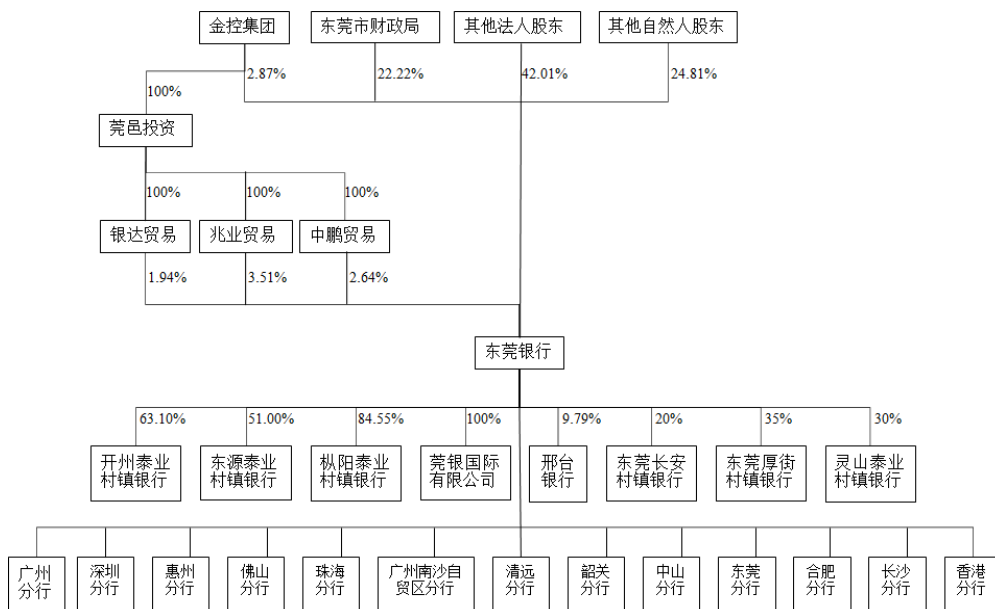 金控集团
东莞市财政局
其他法人股东
其他自然人股东
2.87%
22.22%
42.01%
24.81%
100%
莞邑投资
100%
100%
100%
银达贸易
兆业贸易
中鹏贸易
1.94%
3.51%
2.64%
东莞银行
63.10%
51.00%
84.55%
100%
9.79%
20%
35%
30%
开州泰业
村镇银行
东源泰业
村镇银行
枞阳泰业
村镇银行
莞银国际
有限公司
邢台
银行
东莞长安
村镇银行
东莞厚街
村镇银行
灵山泰业
村镇银行
广州
分行
深圳
分行
惠州
分行
佛山
分行
珠海
分行
广州南沙自
贸区分行
清远
分行
韶关
分行
中山
分行
东莞
分行
合肥
分行
长沙
分行
香港
分行